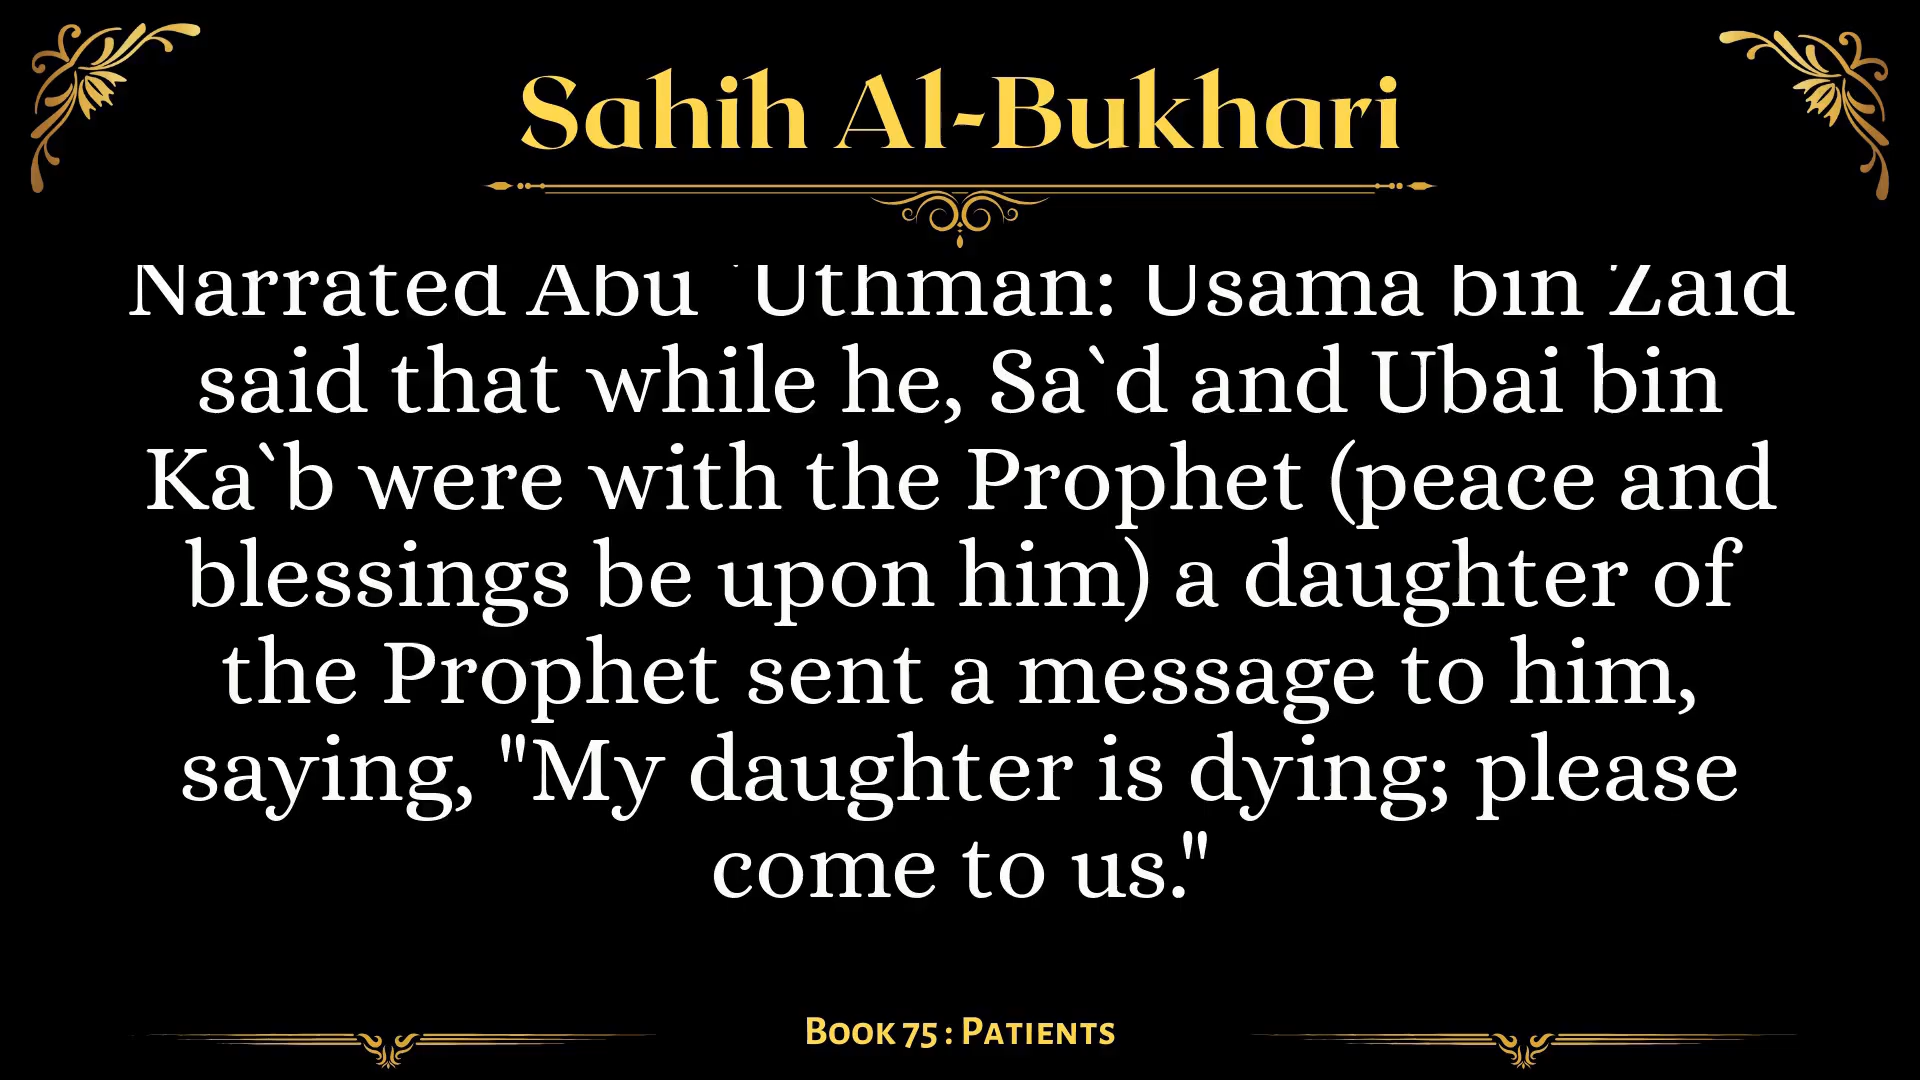 Sahih Al-Bukhari
Narrated Abu `Uthman: Usama bin Zaid
said that while he, Sa`d and Ubai bin
Ka`b were with the Prophet (peace and
blessings be upon him) a daughter of
the Prophet sent a message to him,
saying, "My daughter is dying; please
come to us."
Book 75 : Patients